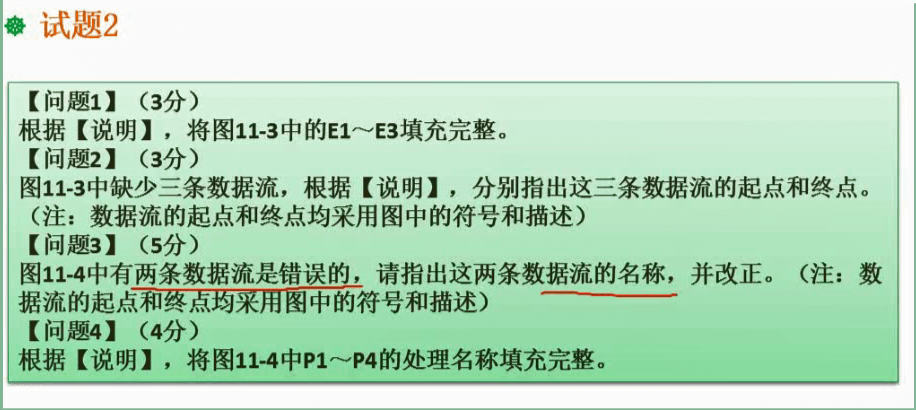 试题2
【问题1】(3分)
根据【说明】,将图11-3中的E1~E3填充完整。
【问题2】(3分)
图11-3中缺少三条数据流,根据【说明】,分别指出这三条数据流的起点和终点。
(注:数据流的起点和终点均采用图中的符号和描述)
【问题3】(5分)
图11-4中有两条数据流是错误的,请指出这两条数据流的名称,并改正。(注:数
据流的起点和终点均采用图中的符号和描述)
【问题4】(4分)
根据【说明】,将图11-4中P1~P4的处理名称填充完整。